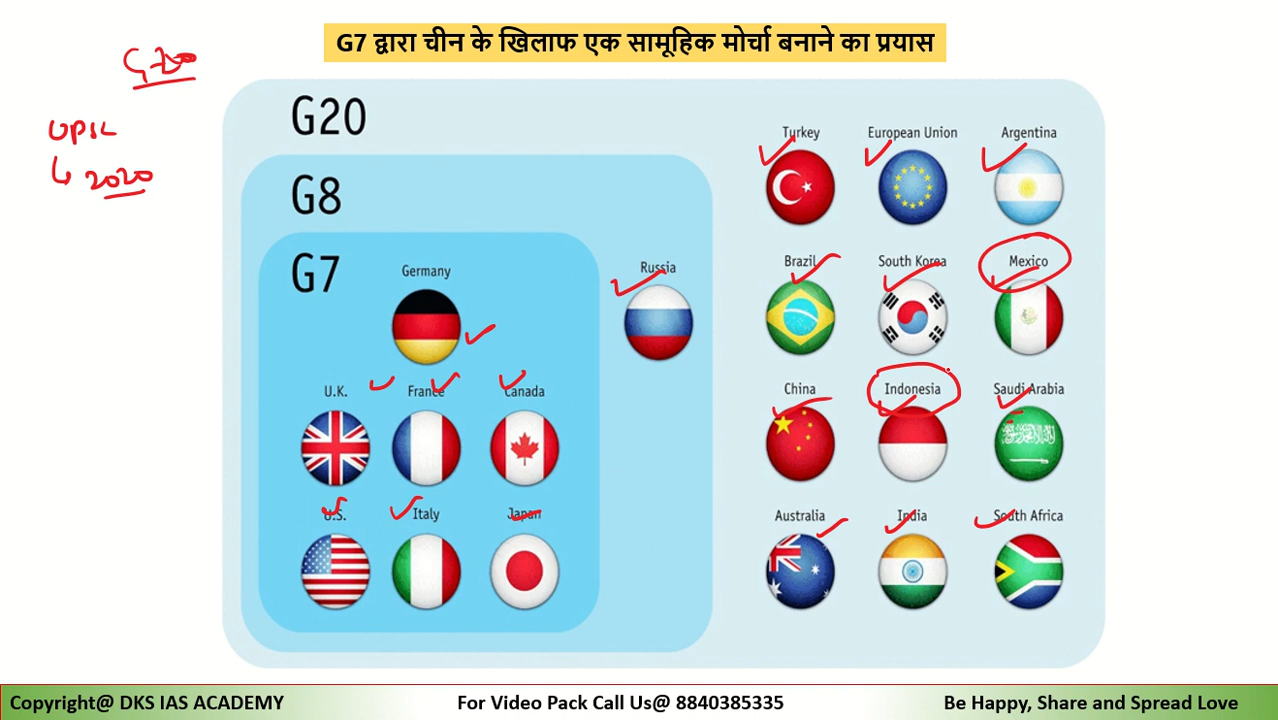 G7 द्वारा चीन के खिलाफ एक सामूहिक मोर्चा बनाने का प्रयास
G20
UPSC
↳ 2020
G20
Turkey European Union Argentina
G8
G7
Germany Russia Brazil South Korea Mexico
U.K. France Canada China Indonesia Saudi Arabia
U.S. Italy Japan Australia India South Africa
Copyright@ DKS IAS ACADEMY For Video Pack Call Us@ 8840385335 Be Happy, Share and Spread Love